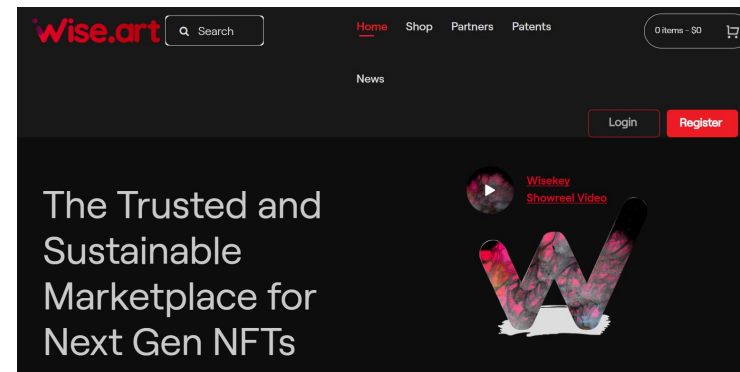 Wise.art
Search
Home Shop Partners Patents
0 items - $0
News
Login Register
Wisekey
Showreel Video
The Trusted and
Sustainable
Marketplace for
Next Gen NFTs
W